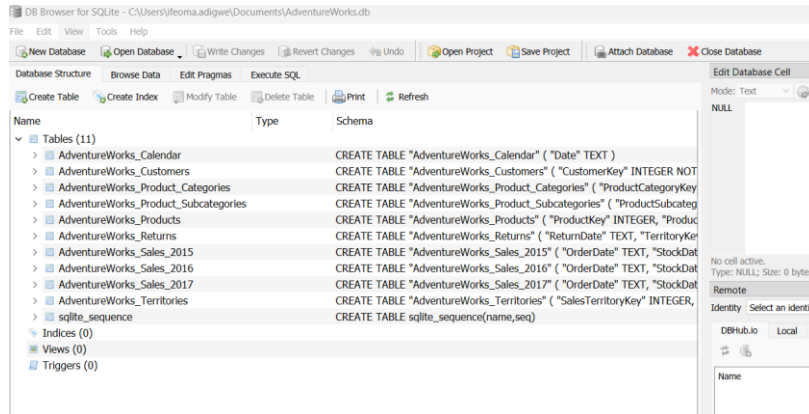 DB Browser for SQLite - C:\Users\ifeoma.adigwe\Documents\AdventureWorks.db
File Edit View Tools Help
New Database Open Database Write Changes Revert Changes Undo Open Project Save Project Attach Database Close Database
Database Structure Browse Data Edit Pragmas Execute SQL
Create Table Create Index Modify Table Delete Table Print Refresh
Name Type Schema
Tables (11)
AdventureWorks_Calendar CREATE TABLE "AdventureWorks_Calendar" ( "Date" TEXT )
AdventureWorks_Customers CREATE TABLE "AdventureWorks_Customers" ( "CustomerKey" INTEGER NOT
AdventureWorks_Product_Categories CREATE TABLE "AdventureWorks_Product_Categories" ( "ProductCategoryKey
AdventureWorks_Product_Subcategories CREATE TABLE "AdventureWorks_Product_Subcategories" ( "ProductSubcateg
AdventureWorks_Products CREATE TABLE "AdventureWorks_Products" ( "ProductKey" INTEGER, "Produc
AdventureWorks_Returns CREATE TABLE "AdventureWorks_Returns" ( "ReturnDate" TEXT, "TerritoryKe
AdventureWorks_Sales_2015 CREATE TABLE "AdventureWorks_Sales_2015" ( "OrderDate" TEXT, "StockDat
AdventureWorks_Sales_2016 CREATE TABLE "AdventureWorks_Sales_2016" ( "OrderDate" TEXT, "StockDat
AdventureWorks_Sales_2017 CREATE TABLE "AdventureWorks_Sales_2017" ( "OrderDate" TEXT, "StockDat
AdventureWorks_Territories CREATE TABLE "AdventureWorks_Territories" ( "SalesTerritoryKey" INTEGER,
sqlite_sequence CREATE TABLE sqlite_sequence(name,seq)
Indices (0)
Views (0)
Triggers (0)
Edit Database Cell
Mode: Text
NULL
No cell active.
Type: NULL; Size: 0 byte
Remote
Identity Select an identi
DBHub.io Local
Name